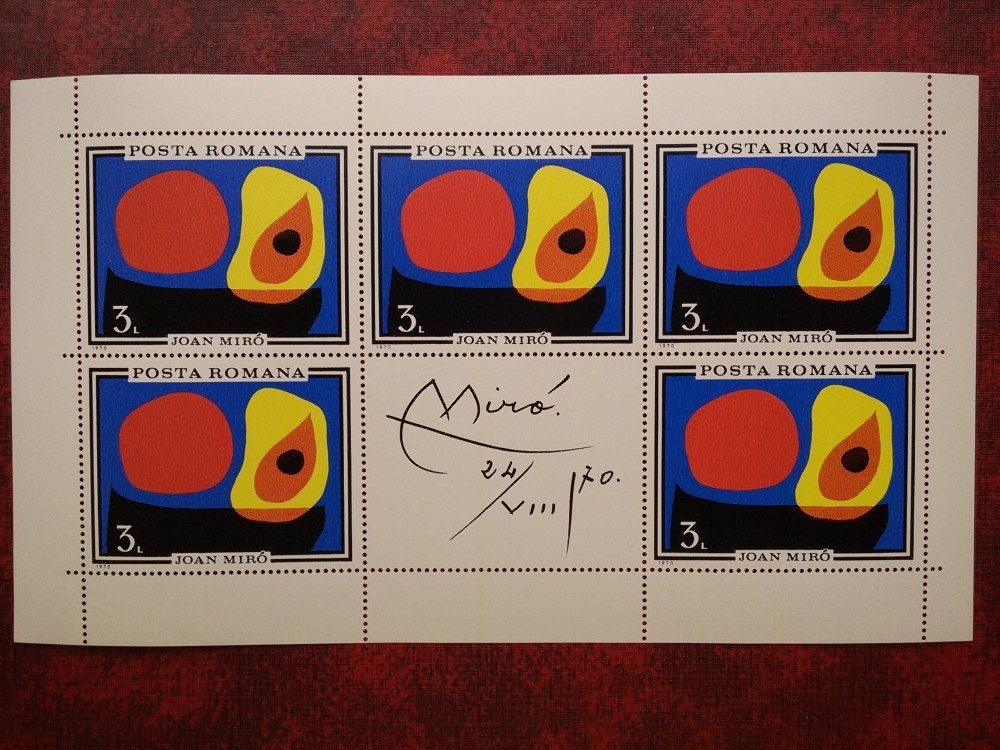 POSTA ROMANA
3L
JOAN MIRÓ
1970
POSTA ROMANA
3L
JOAN MIRÓ
1970
POSTA ROMANA
3L
JOAN MIRÓ
1970
POSTA ROMANA
3L
JOAN MIRÓ
1970
Miró.
24/VIII/70.
POSTA ROMANA
3L
JOAN MIRÓ
1970